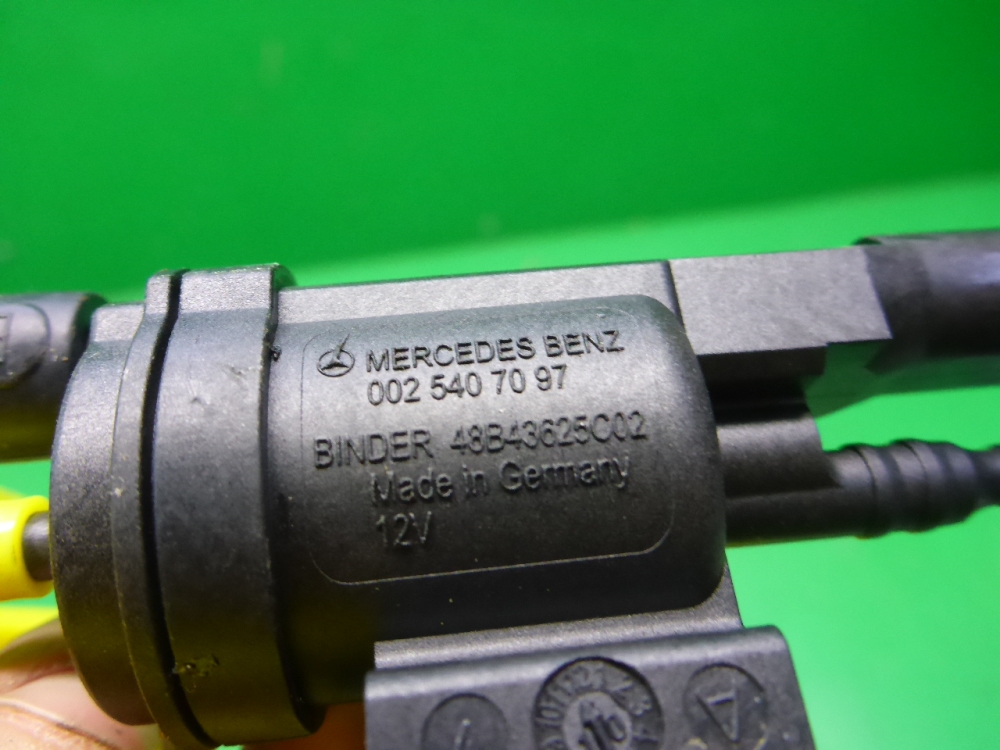 MERCEDES BENZ
002 540 70 97
BINDER 48B43625C02
Made in Germany
12V